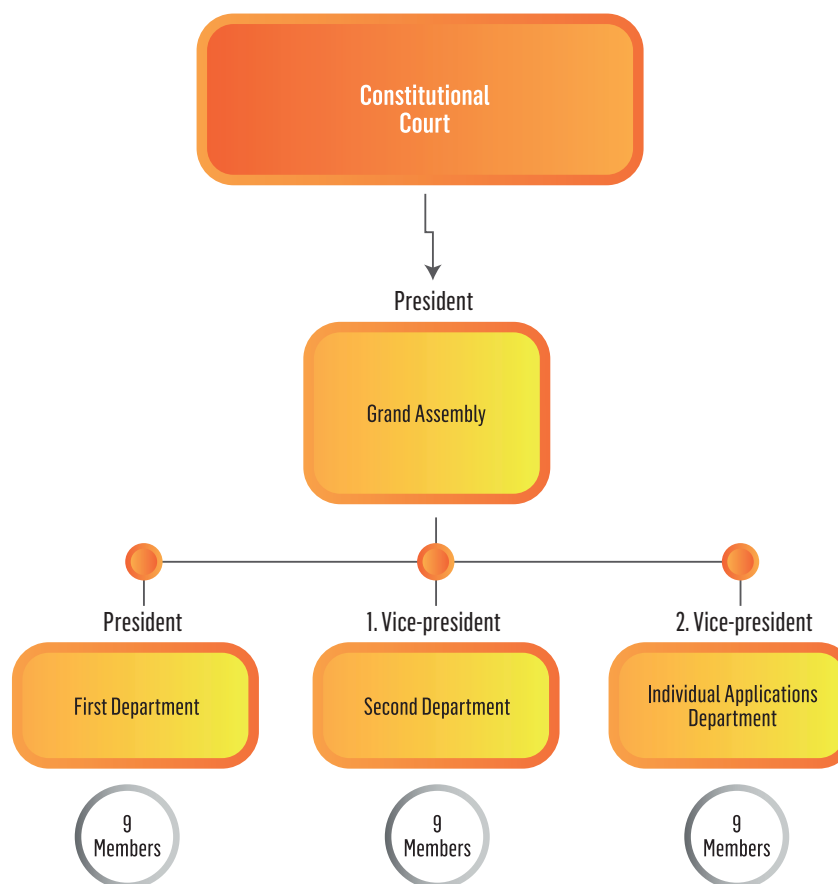 Constitutional
Court
President
Grand Assembly
President
1. Vice-president
2. Vice-president
First Department
Second Department
Individual Applications
Department
9
Members
9
Members
9
Members